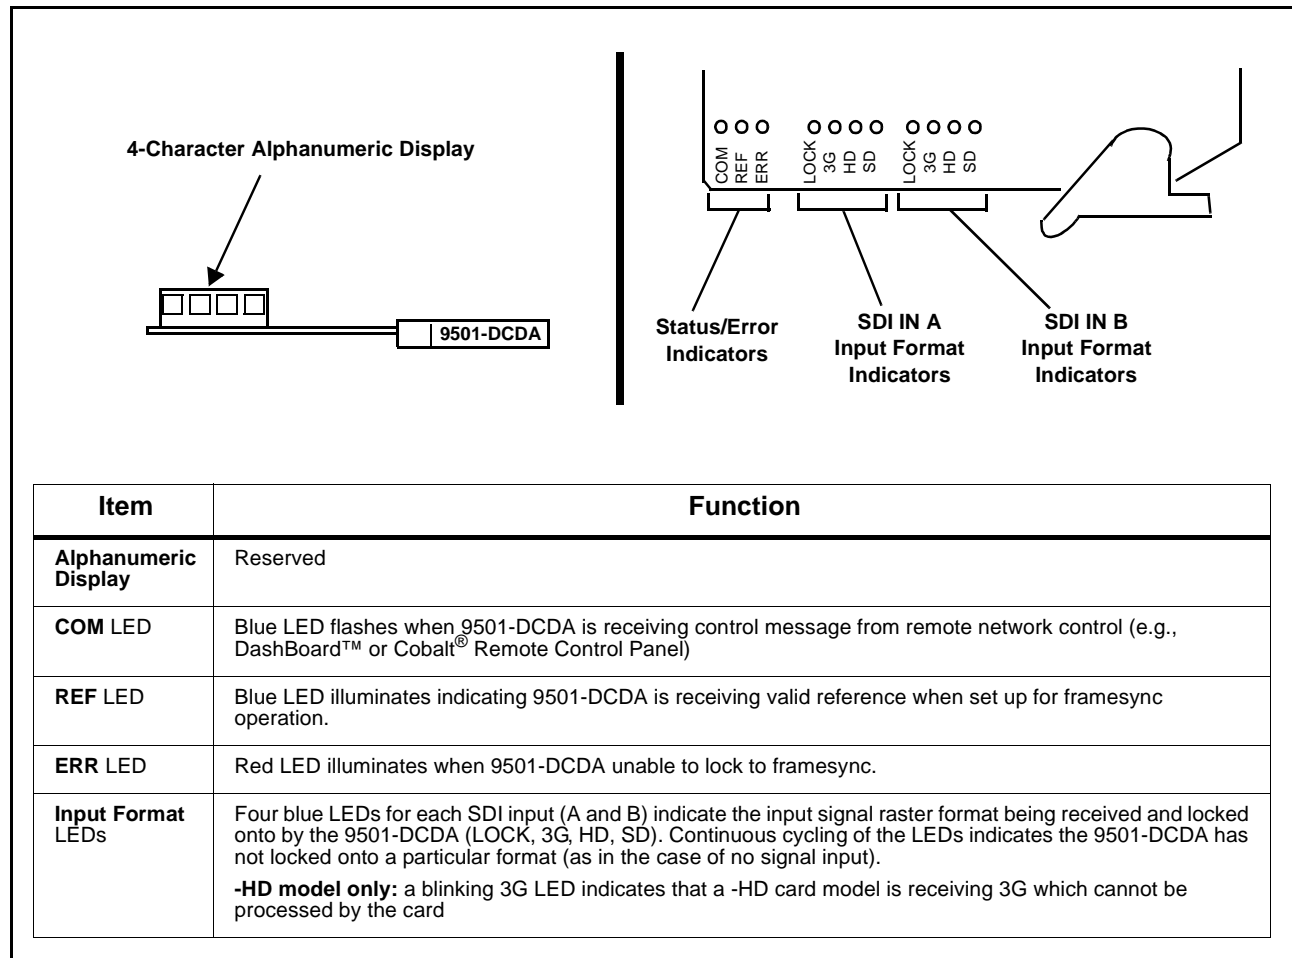 4-Character Alphanumeric Display
9501-DCDA
COM
REF
ERR
LOCK
3G
HD
SD
LOCK
3G
HD
SD
Status/Error
Indicators
SDI IN A
Input Format
Indicators
SDI IN B
Input Format
Indicators
Item Function
Alphanumeric
Display
Reserved
COM LED
Blue LED flashes when 9501-DCDA is receiving control message from remote network control (e.g.,
DashBoard™ or Cobalt® Remote Control Panel)
REF LED
Blue LED illuminates indicating 9501-DCDA is receiving valid reference when set up for framesync
operation.
ERR LED
Red LED illuminates when 9501-DCDA unable to lock to framesync.
Input Format
LEDs
Four blue LEDs for each SDI input (A and B) indicate the input signal raster format being received and locked
onto by the 9501-DCDA (LOCK, 3G, HD, SD). Continuous cycling of the LEDs indicates the 9501-DCDA has
not locked onto a particular format (as in the case of no signal input).
-HD model only: a blinking 3G LED indicates that a -HD card model is receiving 3G which cannot be
processed by the card